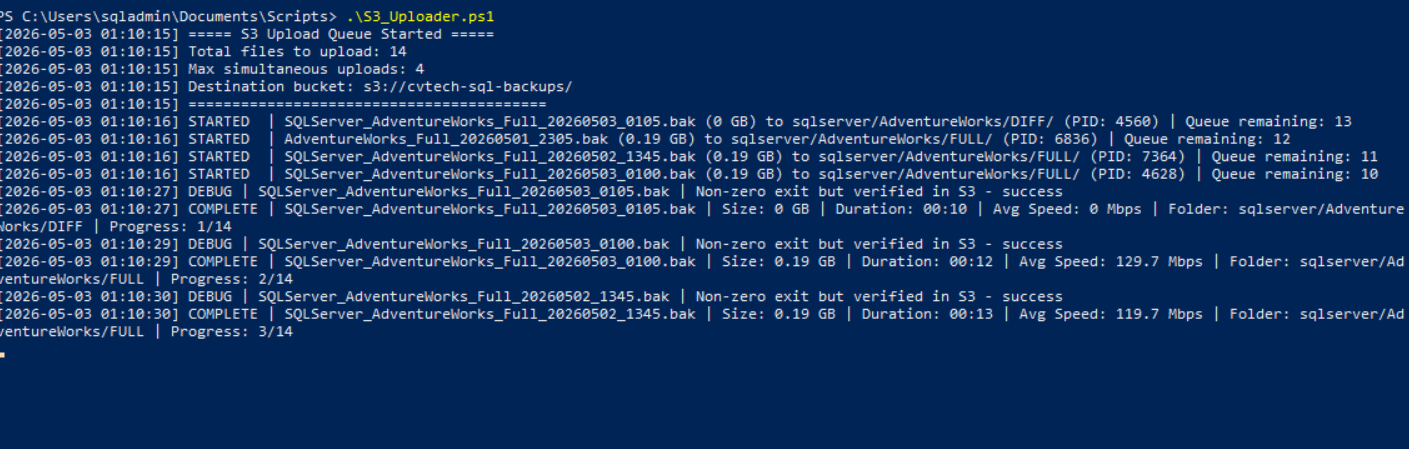 PS C:\Users\sqladmin\Documents\Scripts> .\S3_Uploader.ps1
[2026-05-03 01:10:15] ===== S3 Upload Queue Started =====
[2026-05-03 01:10:15] Total files to upload: 14
[2026-05-03 01:10:15] Max simultaneous uploads: 4
[2026-05-03 01:10:15] Destination bucket: s3://cvtech-sql-backups/
[2026-05-03 01:10:15] =========================================
[2026-05-03 01:10:16] STARTED  | SQLServer_AdventureWorks_Full_20260503_0105.bak (0 GB) to sqlserver/AdventureWorks/DIFF/ (PID: 4560) | Queue remaining: 13
[2026-05-03 01:10:16] STARTED  | AdventureWorks_Full_20260501_2305.bak (0.19 GB) to sqlserver/AdventureWorks/FULL/ (PID: 6836) | Queue remaining: 12
[2026-05-03 01:10:16] STARTED  | SQLServer_AdventureWorks_Full_20260502_1345.bak (0.19 GB) to sqlserver/AdventureWorks/FULL/ (PID: 7364) | Queue remaining: 11
[2026-05-03 01:10:16] STARTED  | SQLServer_AdventureWorks_Full_20260503_0100.bak (0.19 GB) to sqlserver/AdventureWorks/FULL/ (PID: 4628) | Queue remaining: 10
[2026-05-03 01:10:27] DEBUG | SQLServer_AdventureWorks_Full_20260503_0105.bak | Non-zero exit but verified in S3 - success
[2026-05-03 01:10:27] COMPLETE | SQLServer_AdventureWorks_Full_20260503_0105.bak | Size: 0 GB | Duration: 00:10 | Avg Speed: 0 Mbps | Folder: sqlserver/Adventure
Works/DIFF | Progress: 1/14
[2026-05-03 01:10:29] DEBUG | SQLServer_AdventureWorks_Full_20260503_0100.bak | Non-zero exit but verified in S3 - success
[2026-05-03 01:10:29] COMPLETE | SQLServer_AdventureWorks_Full_20260503_0100.bak | Size: 0.19 GB | Duration: 00:12 | Avg Speed: 129.7 Mbps | Folder: sqlserver/Ad
ventureWorks/FULL | Progress: 2/14
[2026-05-03 01:10:30] DEBUG | SQLServer_AdventureWorks_Full_20260502_1345.bak | Non-zero exit but verified in S3 - success
[2026-05-03 01:10:30] COMPLETE | SQLServer_AdventureWorks_Full_20260502_1345.bak | Size: 0.19 GB | Duration: 00:13 | Avg Speed: 119.7 Mbps | Folder: sqlserver/Ad
ventureWorks/FULL | Progress: 3/14